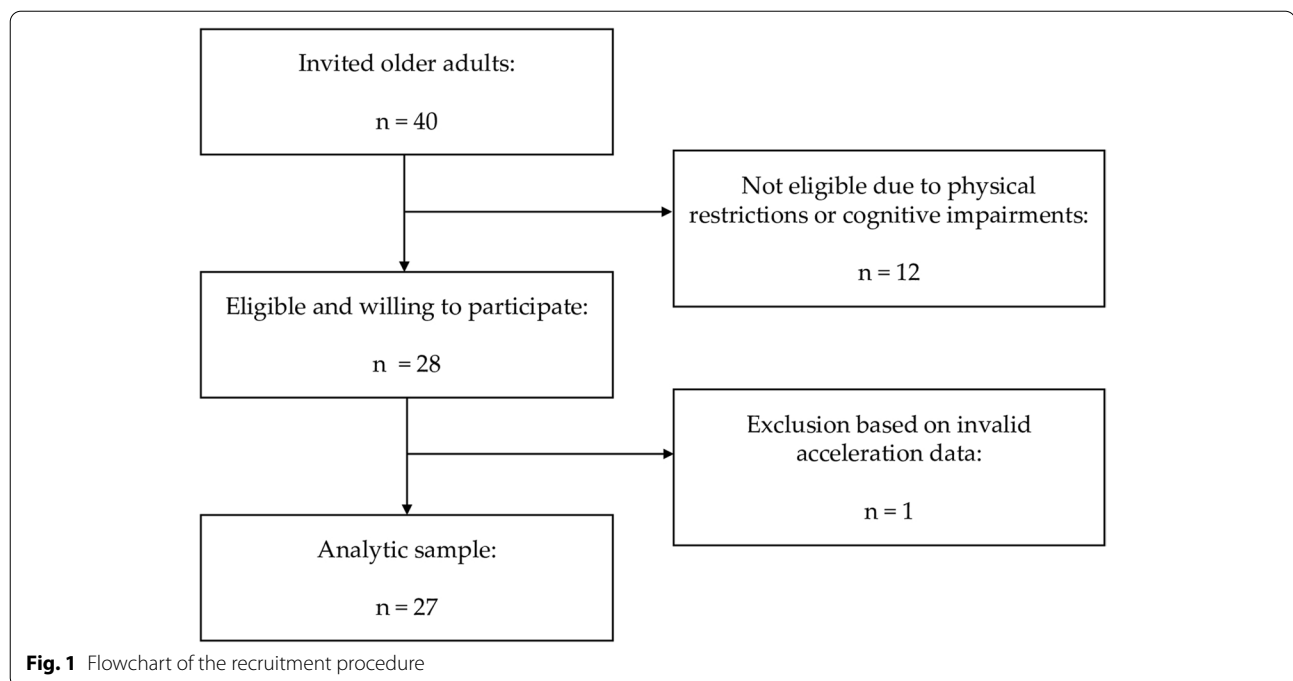 Invited older adults:
n = 40
Not eligible due to physical
restrictions or cognitive impairments:
n = 12
Eligible and willing to participate:
n = 28
Exclusion based on invalid
acceleration data:
n = 1
Analytic sample:
n = 27
Fig. 1 Flowchart of the recruitment procedure